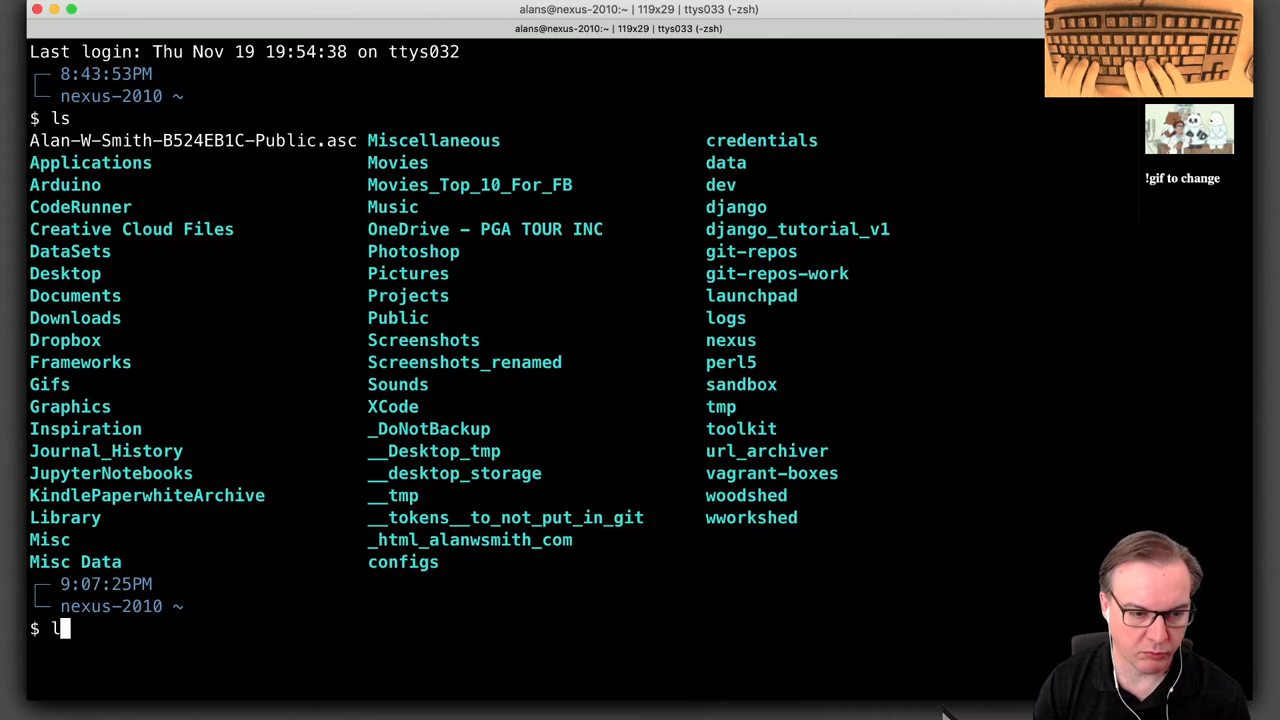 alans@nexus-2010:~ | 119x29 | ttys033 (-zsh)
alans@nexus-2010:~ | 119x29 | ttys033 (-zsh)
Last login: Thu Nov 19 19:54:38 on ttys032
8:43:53PM
nexus-2010 ~
$ ls
Alan-W-Smith-B524EB1C-Public.asc Miscellaneous credentials
Applications Movies data
Arduino Movies_Top_10_For_FB dev
CodeRunner Music django
Creative Cloud Files OneDrive - PGA TOUR INC django_tutorial_v1
DataSets Photoshop git-repos
Desktop Pictures git-repos-work
Documents Projects launchpad
Downloads Public logs
Dropbox Screenshots nexus
Frameworks Screenshots_renamed perl5
Gifs Sounds sandbox
Graphics XCode tmp
Inspiration _DoNotBackup toolkit
Journal_History __Desktop_tmp url_archiver
JupyterNotebooks __desktop_storage vagrant-boxes
KindlePaperwhiteArchive __tmp woodshed
Library __tokens__to_not_put_in_git wworkshed
Misc _html_alanwsmith_com
Misc Data configs
9:07:25PM
nexus-2010 ~
$ l
!gif to change